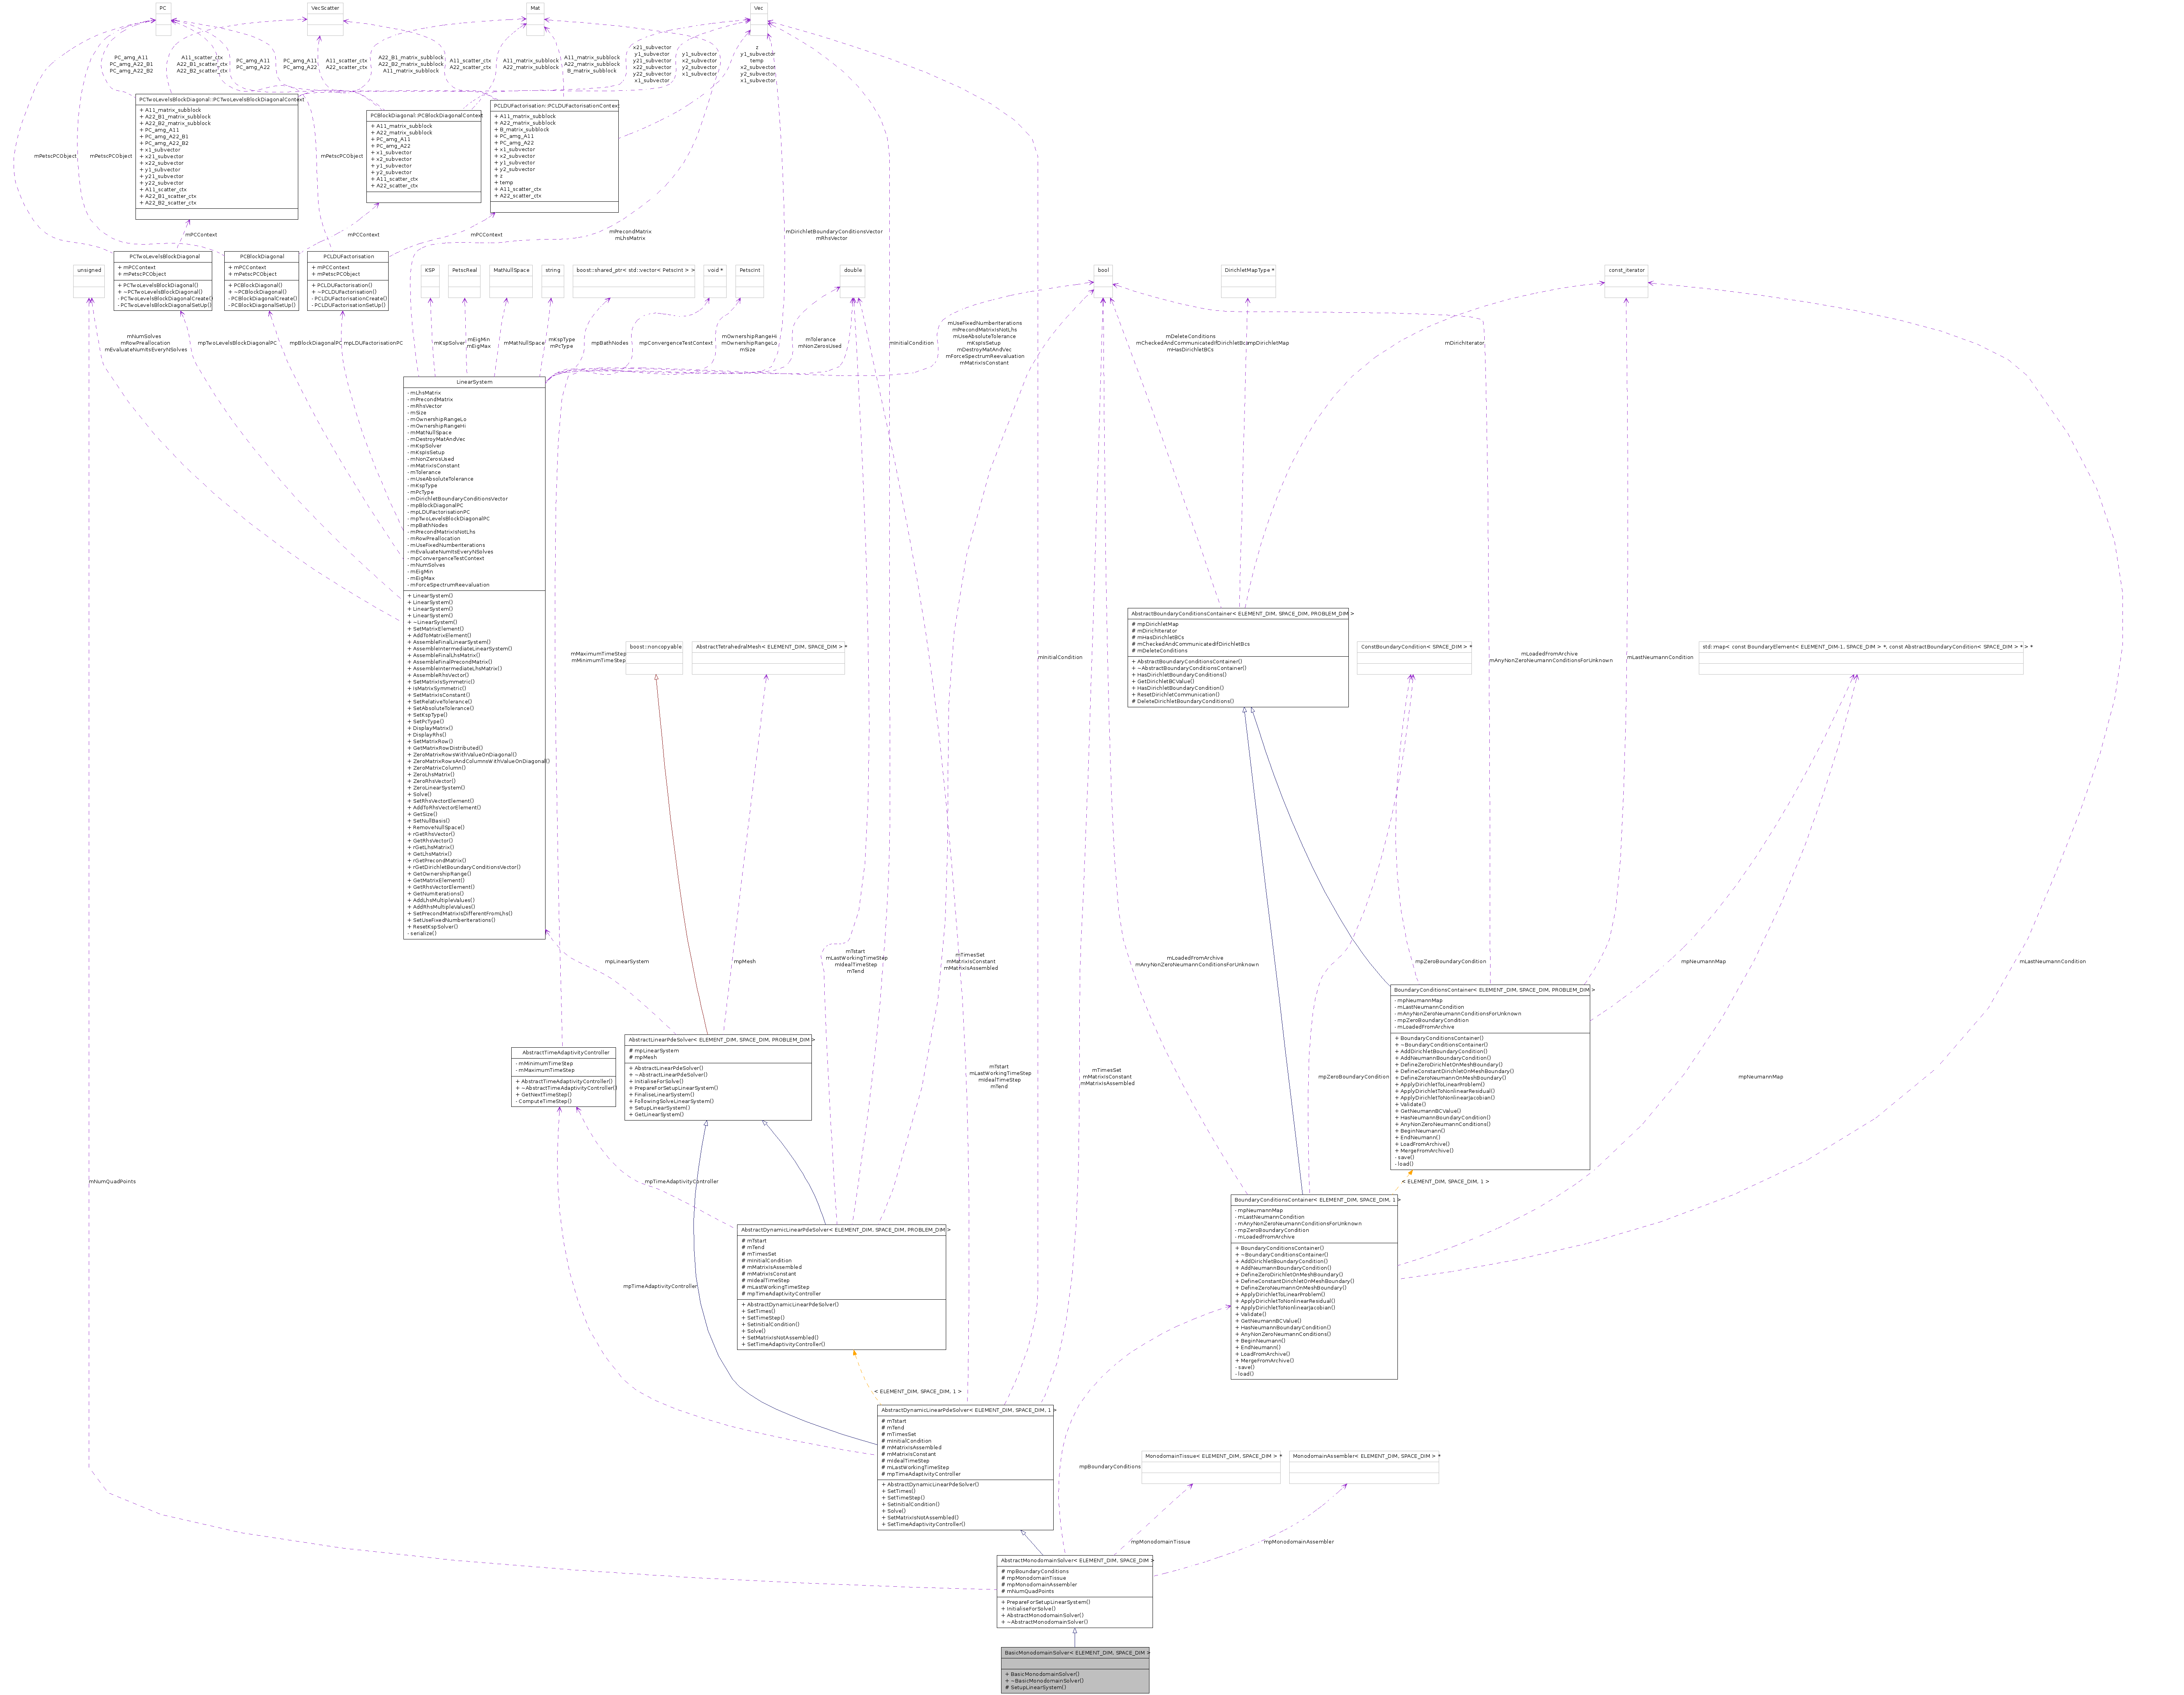 PC
VecScatter
Mat
Vec
PC_amg_A11
PC_amg_A22_B1
PC_amg_A22_B2
A11_scatter_ctx
A22_B1_scatter_ctx
A22_B2_scatter_ctx
PC_amg_A11
PC_amg_A22
PC_amg_A11
PC_amg_A22
A11_scatter_ctx
A22_scatter_ctx
A22_B1_matrix_subblock
A22_B2_matrix_subblock
A11_matrix_subblock
A11_scatter_ctx
A22_scatter_ctx
A11_matrix_subblock
A22_matrix_subblock
A11_matrix_subblock
A22_matrix_subblock
B_matrix_subblock
x21_subvector
y1_subvector
y21_subvector
x22_subvector
y22_subvector
x1_subvector
y1_subvector
x2_subvector
y2_subvector
x1_subvector
z
y1_subvector
temp
x2_subvector
y2_subvector
x1_subvector
PCTwoLevelsBlockDiagonal::PCTwoLevelsBlockDiagonalContext
+ A11_matrix_subblock
+ A22_B1_matrix_subblock
+ A22_B2_matrix_subblock
+ PC_amg_A11
+ PC_amg_A22_B1
+ PC_amg_A22_B2
+ x1_subvector
+ x21_subvector
+ x22_subvector
+ y1_subvector
+ y21_subvector
+ y22_subvector
+ A11_scatter_ctx
+ A22_B1_scatter_ctx
+ A22_B2_scatter_ctx
PCBlockDiagonal::PCBlockDiagonalContext
+ A11_matrix_subblock
+ A22_matrix_subblock
+ PC_amg_A11
+ PC_amg_A22
+ x1_subvector
+ x2_subvector
+ y1_subvector
+ y2_subvector
+ A11_scatter_ctx
+ A22_scatter_ctx
PCLDUFactorisation::PCLDUFactorisationContext
+ A11_matrix_subblock
+ A22_matrix_subblock
+ B_matrix_subblock
+ PC_amg_A11
+ PC_amg_A22
+ x1_subvector
+ x2_subvector
+ y1_subvector
+ y2_subvector
+ z
+ temp
+ A11_scatter_ctx
+ A22_scatter_ctx
mPetscPCObject
mPetscPCObject
mPetscPCObject
mPCContext
mPCContext
mPCContext
mPrecondMatrix
mLhsMatrix
mDirichletBoundaryConditionsVector
mRhsVector
PCTwoLevelsBlockDiagonal
+ mPCContext
+ mPetscPCObject
+ PCTwoLevelsBlockDiagonal()
+ ~PCTwoLevelsBlockDiagonal()
- PCTwoLevelsBlockDiagonalCreate()
- PCTwoLevelsBlockDiagonalSetUp()
PCBlockDiagonal
+ mPCContext
+ mPetscPCObject
+ PCBlockDiagonal()
+ ~PCBlockDiagonal()
- PCBlockDiagonalCreate()
- PCBlockDiagonalSetUp()
PCLDUFactorisation
+ mPCContext
+ mPetscPCObject
+ PCLDUFactorisation()
+ ~PCLDUFactorisation()
- PCLDUFactorisationCreate()
- PCLDUFactorisationSetUp()
unsigned
KSP
PetscReal
MatNullSpace
string
boost::shared_ptr< std::vector< PetscInt > >
void *
PetscInt
double
bool
DirichletMapType *
const_iterator
mNumSolves
mRowPreallocation
mEvaluateNumItsEveryNSolves
mpTwoLevelsBlockDiagonalPC
mpBlockDiagonalPC
mpLDUFactorisationPC
mKspSolver
mEigMin
mEigMax
mMatNullSpace
mKspType
mPcType
mpBathNodes
mpConvergenceTestContext
mOwnershipRangeHi
mOwnershipRangeLo
mSize
mTolerance
mNonZerosUsed
mInitialCondition
mUseFixedNumberIterations
mPrecondMatrixIsNotLhs
mUseAbsoluteTolerance
mKspIsSetup
mDestroyMatAndVec
mForceSpectrumReevaluation
mMatrixIsConstant
mDeleteConditions
mCheckedAndCommunicatedIfDirichletBcs
mHasDirichletBCs
mpDirichletMap
mDirichIterator
LinearSystem
- mLhsMatrix
- mPrecondMatrix
- mRhsVector
- mSize
- mOwnershipRangeLo
- mOwnershipRangeHi
- mMatNullSpace
- mDestroyMatAndVec
- mKspSolver
- mKspIsSetup
- mNonZerosUsed
- mMatrixIsConstant
- mTolerance
- mUseAbsoluteTolerance
- mKspType
- mPcType
- mDirichletBoundaryConditionsVector
- mpBlockDiagonalPC
- mpLDUFactorisationPC
- mpTwoLevelsBlockDiagonalPC
- mpBathNodes
- mPrecondMatrixIsNotLhs
- mRowPreallocation
- mUseFixedNumberIterations
- mEvaluateNumItsEveryNSolves
- mpConvergenceTestContext
- mNumSolves
- mEigMin
- mEigMax
- mForceSpectrumReevaluation
+ LinearSystem()
+ LinearSystem()
+ LinearSystem()
+ LinearSystem()
+ ~LinearSystem()
+ SetMatrixElement()
+ AddToMatrixElement()
+ AssembleFinalLinearSystem()
+ AssembleIntermediateLinearSystem()
+ AssembleFinalLhsMatrix()
+ AssembleFinalPrecondMatrix()
+ AssembleIntermediateLhsMatrix()
+ AssembleRhsVector()
+ SetMatrixIsSymmetric()
+ IsMatrixSymmetric()
+ SetMatrixIsConstant()
+ SetRelativeTolerance()
+ SetAbsoluteTolerance()
+ SetKspType()
+ SetPcType()
+ DisplayMatrix()
+ DisplayRhs()
+ SetMatrixRow()
+ GetMatrixRowDistributed()
+ ZeroMatrixRowsWithValueOnDiagonal()
+ ZeroMatrixRowsAndColumnsWithValueOnDiagonal()
+ ZeroMatrixColumn()
+ ZeroLhsMatrix()
+ ZeroRhsVector()
+ ZeroLinearSystem()
+ Solve()
+ SetRhsVectorElement()
+ AddToRhsVectorElement()
+ GetSize()
+ SetNullBasis()
+ RemoveNullSpace()
+ rGetRhsVector()
+ GetRhsVector()
+ rGetLhsMatrix()
+ GetLhsMatrix()
+ rGetPrecondMatrix()
+ rGetDirichletBoundaryConditionsVector()
+ GetOwnershipRange()
+ GetMatrixElement()
+ GetRhsVectorElement()
+ GetNumIterations()
+ AddLhsMultipleValues()
+ AddRhsMultipleValues()
+ SetPrecondMatrixIsDifferentFromLhs()
+ SetUseFixedNumberIterations()
+ ResetKspSolver()
- serialize()
AbstractBoundaryConditionsContainer< ELEMENT_DIM, SPACE_DIM, PROBLEM_DIM >
# mpDirichletMap
# mDirichIterator
# mHasDirichletBCs
# mCheckedAndCommunicatedIfDirichletBcs
# mDeleteConditions
+ AbstractBoundaryConditionsContainer()
+ ~AbstractBoundaryConditionsContainer()
+ HasDirichletBoundaryConditions()
+ GetDirichletBCValue()
+ HasDirichletBoundaryCondition()
+ ResetDirichletCommunication()
# DeleteDirichletBoundaryConditions()
mMaximumTimeStep
mMinimumTimeStep
boost::noncopyable
AbstractTetrahedralMesh< ELEMENT_DIM, SPACE_DIM > *
mInitialCondition
ConstBoundaryCondition< SPACE_DIM > *
mLoadedFromArchive
mAnyNonZeroNeumannConditionsForUnknown
mLastNeumannCondition
std::map< const BoundaryElement< ELEMENT_DIM-1, SPACE_DIM > *, const AbstractBoundaryCondition< SPACE_DIM > * > *
mpLinearSystem
mpMesh
mTstart
mLastWorkingTimeStep
mIdealTimeStep
mTend
mTimesSet
mMatrixIsConstant
mMatrixIsAssembled
mLoadedFromArchive
mAnyNonZeroNeumannConditionsForUnknown
mpZeroBoundaryCondition
mpNeumannMap
mLastNeumannCondition
BoundaryConditionsContainer< ELEMENT_DIM, SPACE_DIM, PROBLEM_DIM >
- mpNeumannMap
- mLastNeumannCondition
- mAnyNonZeroNeumannConditionsForUnknown
- mpZeroBoundaryCondition
- mLoadedFromArchive
+ BoundaryConditionsContainer()
+ ~BoundaryConditionsContainer()
+ AddDirichletBoundaryCondition()
+ AddNeumannBoundaryCondition()
+ DefineZeroDirichletOnMeshBoundary()
+ DefineConstantDirichletOnMeshBoundary()
+ DefineZeroNeumannOnMeshBoundary()
+ ApplyDirichletToLinearProblem()
+ ApplyDirichletToNonlinearResidual()
+ ApplyDirichletToNonlinearJacobian()
+ Validate()
+ GetNeumannBCValue()
+ HasNeumannBoundaryCondition()
+ AnyNonZeroNeumannConditions()
+ BeginNeumann()
+ EndNeumann()
+ LoadFromArchive()
+ MergeFromArchive()
- save()
- load()
AbstractLinearPdeSolver< ELEMENT_DIM, SPACE_DIM, PROBLEM_DIM >
# mpLinearSystem
# mpMesh
+ AbstractLinearPdeSolver()
+ ~AbstractLinearPdeSolver()
+ InitialiseForSolve()
+ PrepareForSetupLinearSystem()
+ FinaliseLinearSystem()
+ FollowingSolveLinearSystem()
+ SetupLinearSystem()
+ GetLinearSystem()
AbstractTimeAdaptivityController
- mMinimumTimeStep
- mMaximumTimeStep
+ AbstractTimeAdaptivityController()
+ ~AbstractTimeAdaptivityController()
+ GetNextTimeStep()
- ComputeTimeStep()
mTstart
mLastWorkingTimeStep
mIdealTimeStep
mTend
mTimesSet
mMatrixIsConstant
mMatrixIsAssembled
mpZeroBoundaryCondition
mpNeumannMap
mNumQuadPoints
mpTimeAdaptivityController
< ELEMENT_DIM, SPACE_DIM, 1 >
BoundaryConditionsContainer< ELEMENT_DIM, SPACE_DIM, 1 >
- mpNeumannMap
- mLastNeumannCondition
- mAnyNonZeroNeumannConditionsForUnknown
- mpZeroBoundaryCondition
- mLoadedFromArchive
+ BoundaryConditionsContainer()
+ ~BoundaryConditionsContainer()
+ AddDirichletBoundaryCondition()
+ AddNeumannBoundaryCondition()
+ DefineZeroDirichletOnMeshBoundary()
+ DefineConstantDirichletOnMeshBoundary()
+ DefineZeroNeumannOnMeshBoundary()
+ ApplyDirichletToLinearProblem()
+ ApplyDirichletToNonlinearResidual()
+ ApplyDirichletToNonlinearJacobian()
+ Validate()
+ GetNeumannBCValue()
+ HasNeumannBoundaryCondition()
+ AnyNonZeroNeumannConditions()
+ BeginNeumann()
+ EndNeumann()
+ LoadFromArchive()
+ MergeFromArchive()
- save()
- load()
AbstractDynamicLinearPdeSolver< ELEMENT_DIM, SPACE_DIM, PROBLEM_DIM >
# mTstart
# mTend
# mTimesSet
# mInitialCondition
# mMatrixIsAssembled
# mMatrixIsConstant
# mIdealTimeStep
# mLastWorkingTimeStep
# mpTimeAdaptivityController
+ AbstractDynamicLinearPdeSolver()
+ SetTimes()
+ SetTimeStep()
+ SetInitialCondition()
+ Solve()
+ SetMatrixIsNotAssembled()
+ SetTimeAdaptivityController()
mpTimeAdaptivityController
< ELEMENT_DIM, SPACE_DIM, 1 >
AbstractDynamicLinearPdeSolver< ELEMENT_DIM, SPACE_DIM, 1 >
# mTstart
# mTend
# mTimesSet
# mInitialCondition
# mMatrixIsAssembled
# mMatrixIsConstant
# mIdealTimeStep
# mLastWorkingTimeStep
# mpTimeAdaptivityController
+ AbstractDynamicLinearPdeSolver()
+ SetTimes()
+ SetTimeStep()
+ SetInitialCondition()
+ Solve()
+ SetMatrixIsNotAssembled()
+ SetTimeAdaptivityController()
mpBoundaryConditions
MonodomainTissue< ELEMENT_DIM, SPACE_DIM > *
MonodomainAssembler< ELEMENT_DIM, SPACE_DIM > *
mpMonodomainTissue
mpMonodomainAssembler
AbstractMonodomainSolver< ELEMENT_DIM, SPACE_DIM >
# mpBoundaryConditions
# mpMonodomainTissue
# mpMonodomainAssembler
# mNumQuadPoints
+ PrepareForSetupLinearSystem()
+ InitialiseForSolve()
+ AbstractMonodomainSolver()
+ ~AbstractMonodomainSolver()
BasicMonodomainSolver< ELEMENT_DIM, SPACE_DIM >
+ BasicMonodomainSolver()
+ ~BasicMonodomainSolver()
# SetupLinearSystem()